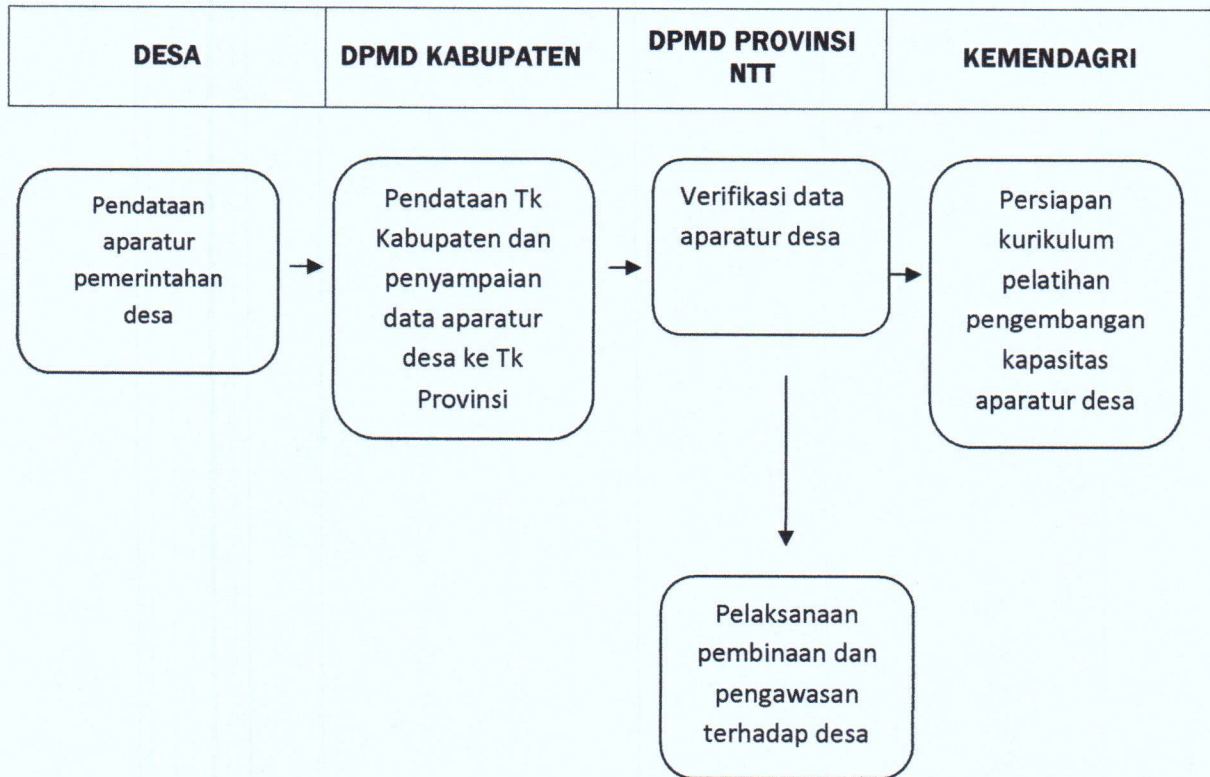 DESA
DPMD KABUPATEN
DPMD PROVINSI
NTT
KEMENDAGRI
Pendataan
aparatur
pemerintahan
desa
Pendataan Tk
Kabupaten dan
penyampaian
data aparatur
desa ke Tk
Provinsi
Verifikasi data
aparatur desa
Persiapan
kurikulum
pelatihan
pengembangan
kapasitas
aparatur desa
Pelaksanaan
pembinaan dan
pengawasan
terhadap desa